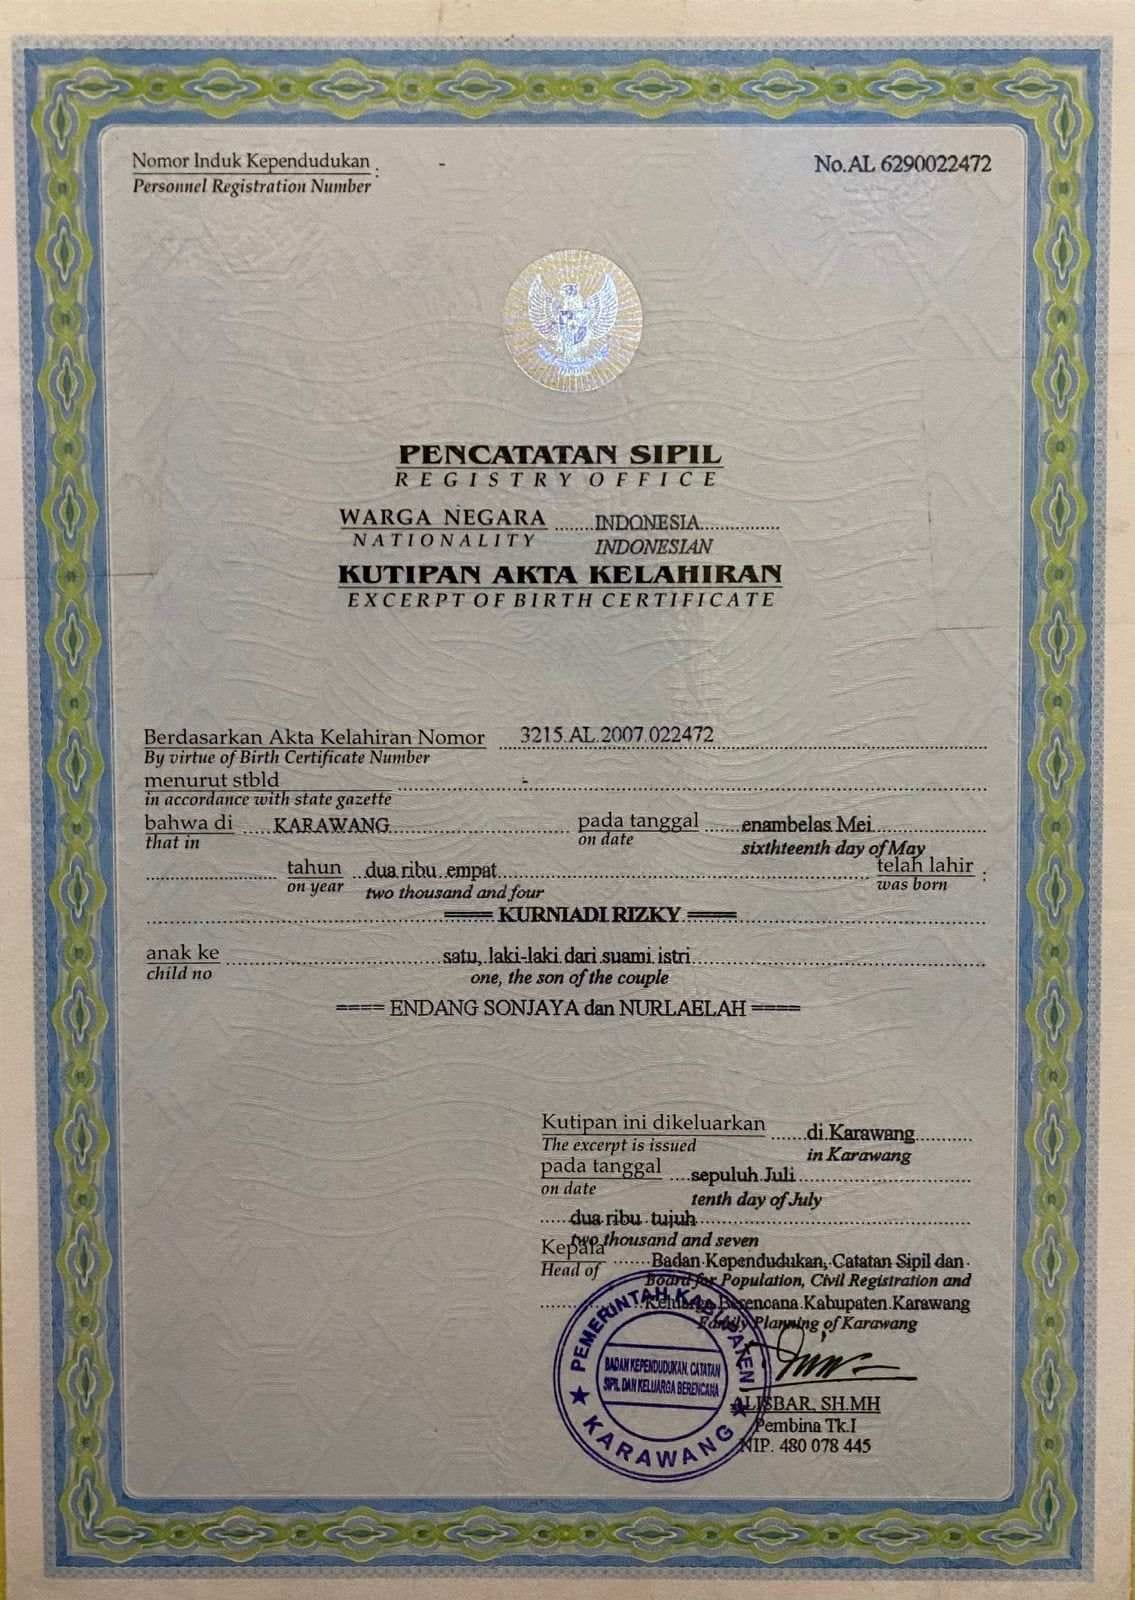 Nomor Induk Kependudukan : -
Personnel Registration Number
No.AL 6290022472
PENCATATAN SIPIL
REGISTRY OFFICE
WARGA NEGARA ......INDONESIA..............
NATIONALITY INDONESIAN
KUTIPAN AKTA KELAHIRAN
EXCERPT OF BIRTH CERTIFICATE
Berdasarkan Akta Kelahiran Nomor 3215.AL.2007.022472
By virtue of Birth Certificate Number
menurut stbld -
in accordance with state gazette
bahwa di KARAWANG pada tanggal enambelas Mei
that in on date sixthteenth day of May
tahun dua ribu empat telah lahir :
on year two thousand and four was born
==== KURNIADI RIZKY ====
anak ke satu, laki-laki dari suami istri
child no one, the son of the couple
==== ENDANG SONJAYA dan NURLAELAH ====
Kutipan ini dikeluarkan di Karawang
The excerpt is issued in Karawang
pada tanggal sepuluh Juli
on date tenth day of July
dua ribu tujuh
two thousand and seven
Kepala Badan Kependudukan, Catatan Sipil dan
Head of Board for Population, Civil Registration and
Keluarga Berencana Kabupaten Karawang
Family Planning of Karawang
PEMERINTAH KABUPATEN
BADAN KEPENDUDUKAN, CATATAN
SIPIL DAN KELUARGA BERENCANA
★ KARAWANG ★
ALISBAR, SH.MH
Pembina Tk.I
NIP. 480 078 445